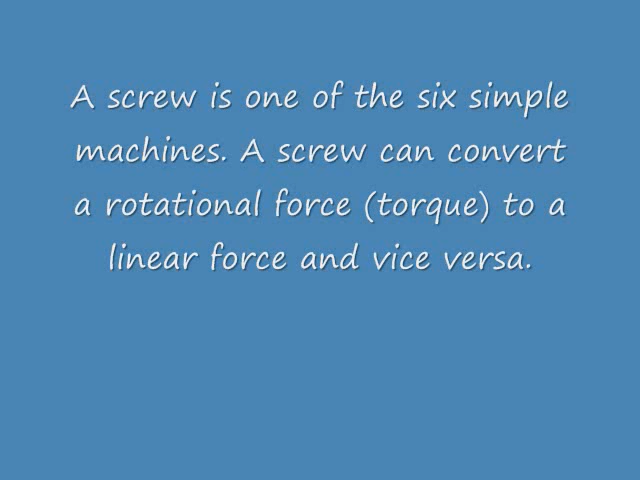 A screw is one of the six simple
machines. A screw can convert
a rotational force (torque) to a
linear force and vice versa.